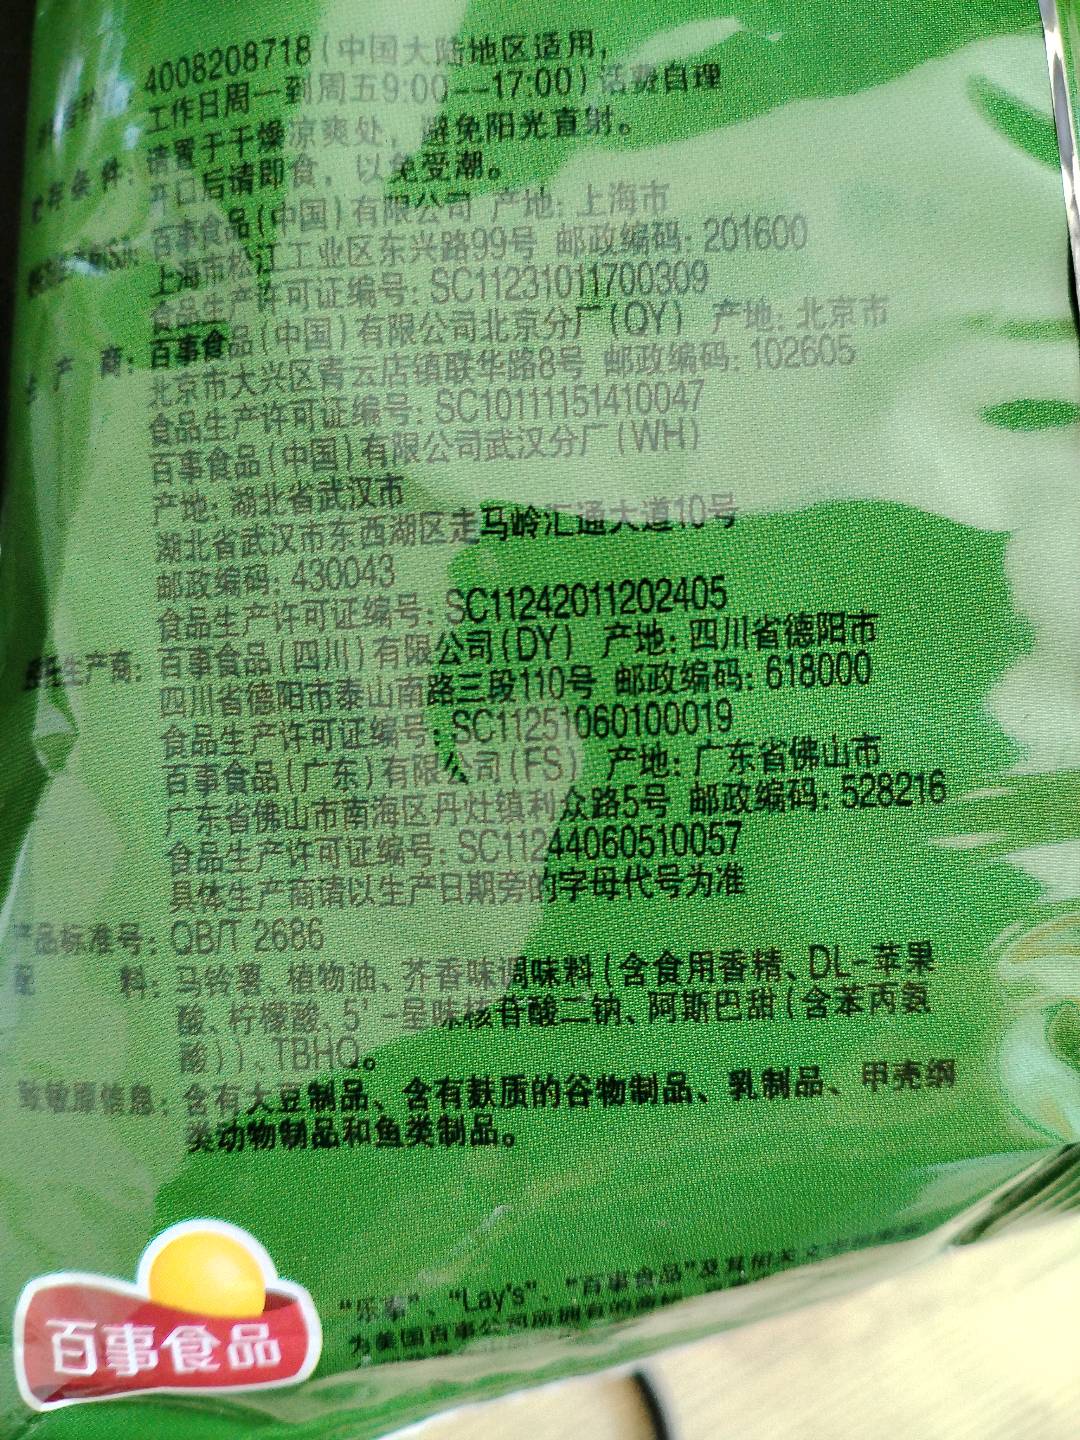 4008208718(中国大陆地区适用，
工作日周一到周五9:00--17:00)话费自理
条件：请置于干燥凉爽处，避免阳光直射。
开口后请即食，以免受潮。
百事食品(中国)有限公司 产地：上海市
上海市松江工业区东兴路99号 邮政编码：201600
食品生产许可证编号：SC11231011700309
生产商：百事食品(中国)有限公司北京分厂(QY) 产地：北京市
北京市大兴区青云店镇联华路8号 邮政编码：102605
食品生产许可证编号：SC10111151410047
百事食品(中国)有限公司武汉分厂(WH)
产地：湖北省武汉市
湖北省武汉市东西湖区走马岭汇通大道10号
邮政编码：430043
食品生产许可证编号：SC11242011202405
生产商：百事食品(四川)有限公司(DY) 产地：四川省德阳市
四川省德阳市泰山南路三段110号 邮政编码：618000
食品生产许可证编号：SC11251060100019
百事食品(广东)有限公司(FS) 产地：广东省佛山市
广东省佛山市南海区丹灶镇利众路5号 邮政编码：528216
食品生产许可证编号：SC11244060510057
具体生产商请以生产日期旁的字母代号为准
产品标准号：QB/T 2686
配料：马铃薯、植物油、芥香味调味料(含食用香精、DL-苹果
酸、柠檬酸、5'-呈味核苷酸二钠、阿斯巴甜(含苯丙氨
酸))、TBHQ。
致敏原信息：含有大豆制品、含有麸质的谷物制品、乳制品、甲壳纲
类动物制品和鱼类制品。
"乐事"、"Lay's"、"百事食品"及其相关文字
为美国百事公司所拥有的商标
百事食品